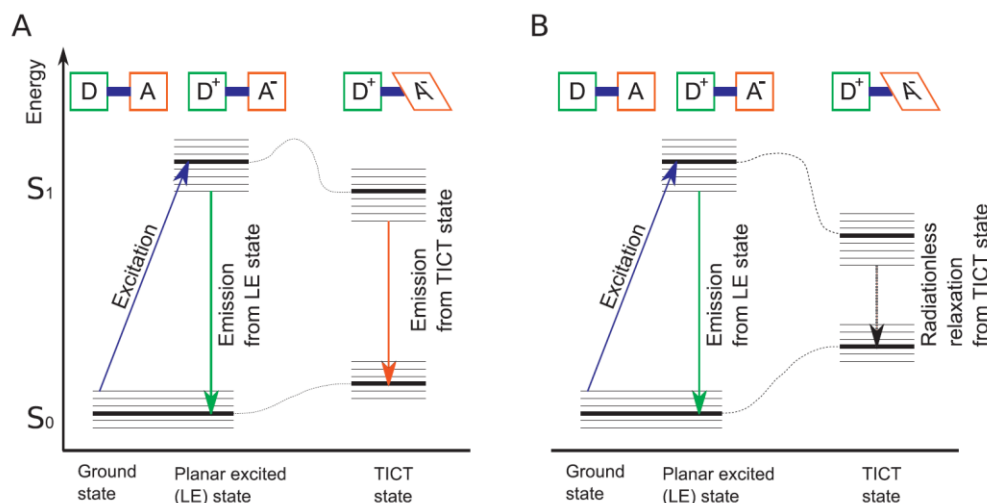 A
Energy
D A D⁺ A⁻ D⁺ A⁻
S₁
Excitation
Emission
from LE state
Emission
from TICT state
S₀
Ground
state
Planar excited
(LE) state
TICT
state
B
D A D⁺ A⁻ D⁺ A⁻
Excitation
Emission
from LE state
Radiationless
relaxation
from TICT state
Ground
state
Planar excited
(LE) state
TICT
state